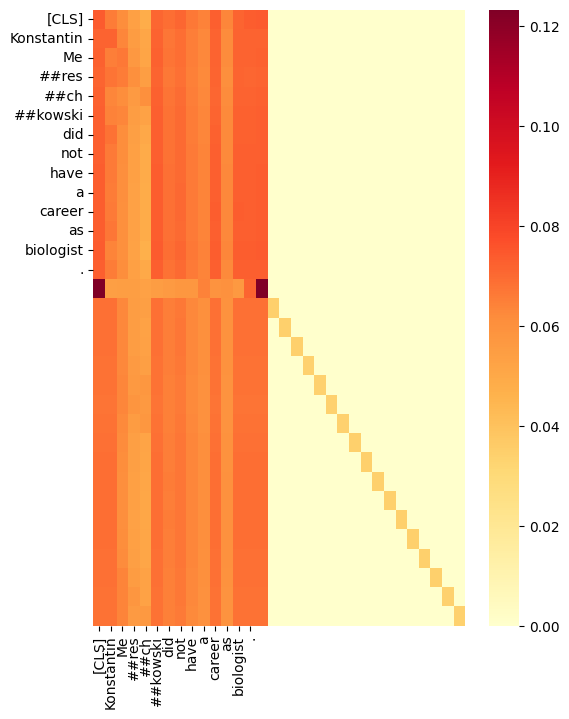 [CLS]
Konstantin
Me
##res
##ch
##kowski
did
not
have
a
career
as
biologist
.
[CLS]
Konstantin
Me
##res
##ch
##kowski
did
not
have
a
career
as
biologist
.
0.12
0.10
0.08
0.06
0.04
0.02
0.00